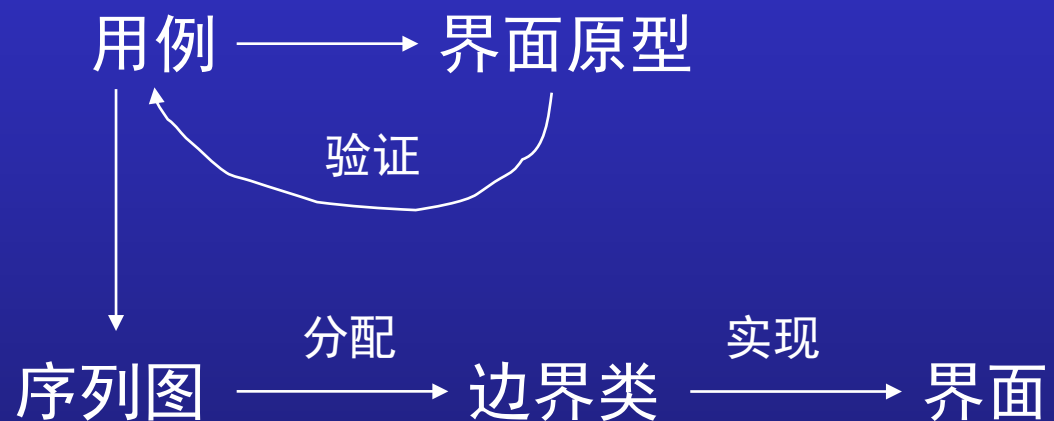 用例 界面原型
验证
分配 实现
序列图 边界类 界面